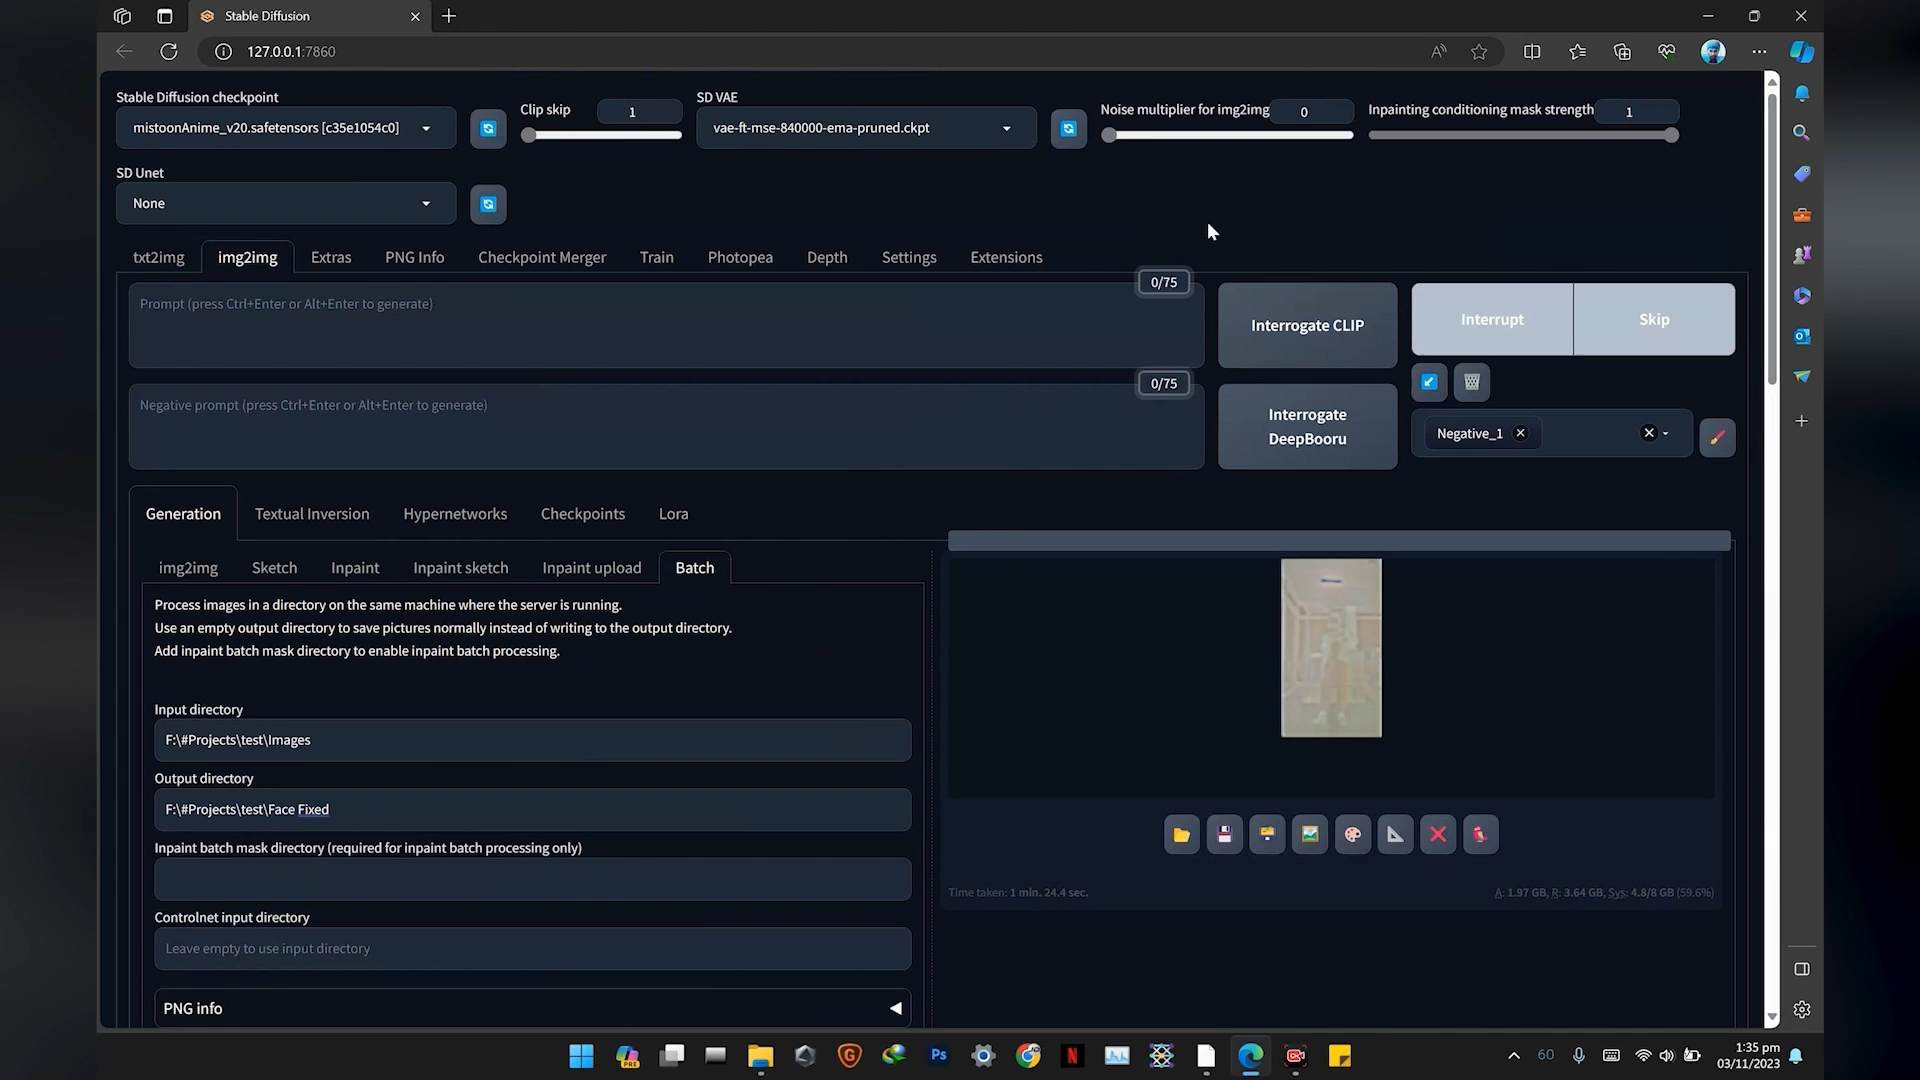 Stable Diffusion
127.0.0.1:7860
Stable Diffusion checkpoint
mistoonAnime_v20.safetensors [c35e1054c0]
Clip skip
1
SD VAE
vae-ft-mse-840000-ema-pruned.ckpt
Noise multiplier for img2img
0
Inpainting conditioning mask strength
1
SD Unet
None
txt2img
img2img
Extras
PNG Info
Checkpoint Merger
Train
Photopea
Depth
Settings
Extensions
0/75
Prompt (press Ctrl+Enter or Alt+Enter to generate)
Interrogate CLIP
Interrupt
Skip
0/75
Negative prompt (press Ctrl+Enter or Alt+Enter to generate)
Interrogate
DeepBooru
Negative_1
Generation
Textual Inversion
Hypernetworks
Checkpoints
Lora
img2img
Sketch
Inpaint
Inpaint sketch
Inpaint upload
Batch
Process images in a directory on the same machine where the server is running.
Use an empty output directory to save pictures normally instead of writing to the output directory.
Add inpaint batch mask directory to enable inpaint batch processing.
Input directory
F:\#Projects\test\Images
Output directory
F:\#Projects\test\Face Fixed
Inpaint batch mask directory (required for inpaint batch processing only)
Controlnet input directory
Leave empty to use input directory
PNG info
Time taken: 1 min. 24.4 sec.
A: 1.97 GB, R: 3.64 GB, Sys: 4.8/8 GB (59.6%)
PRE
Ps
60
1:35 pm
03/11/2023